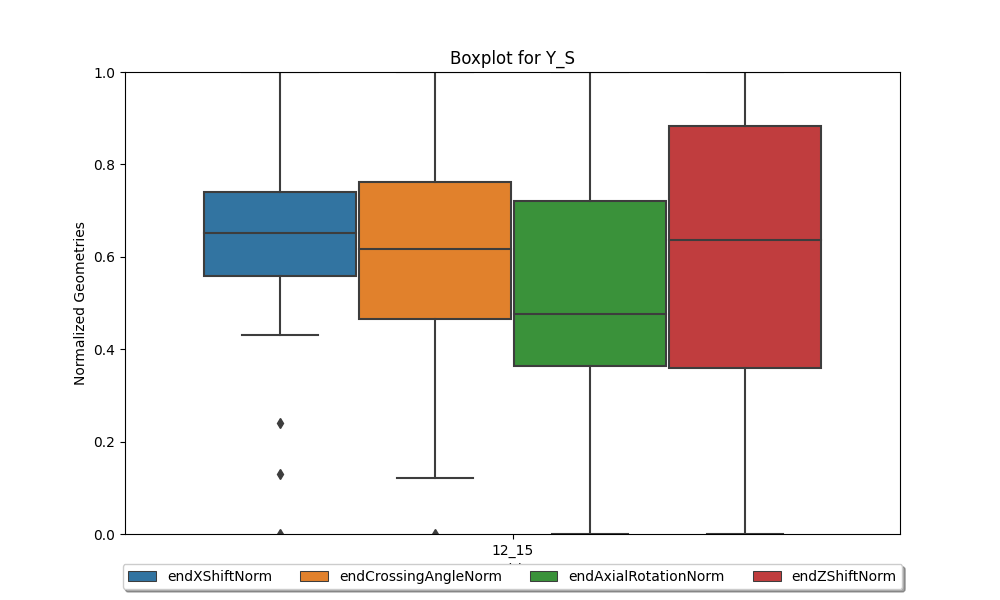 Boxplot for Y_S
1.0
0.8
0.6
0.4
0.2
0.0
Normalized Geometries
12_15
endXShiftNorm endCrossingAngleNorm endAxialRotationNorm endZShiftNorm